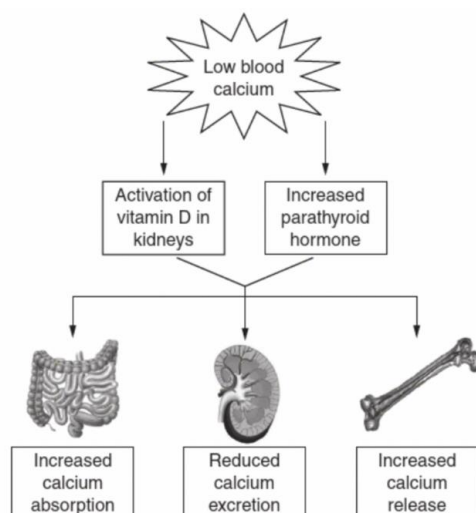 Low blood
calcium
Activation of
vitamin D in
kidneys
Increased
parathyroid
hormone
Increased
calcium
absorption
Reduced
calcium
excretion
Increased
calcium
release